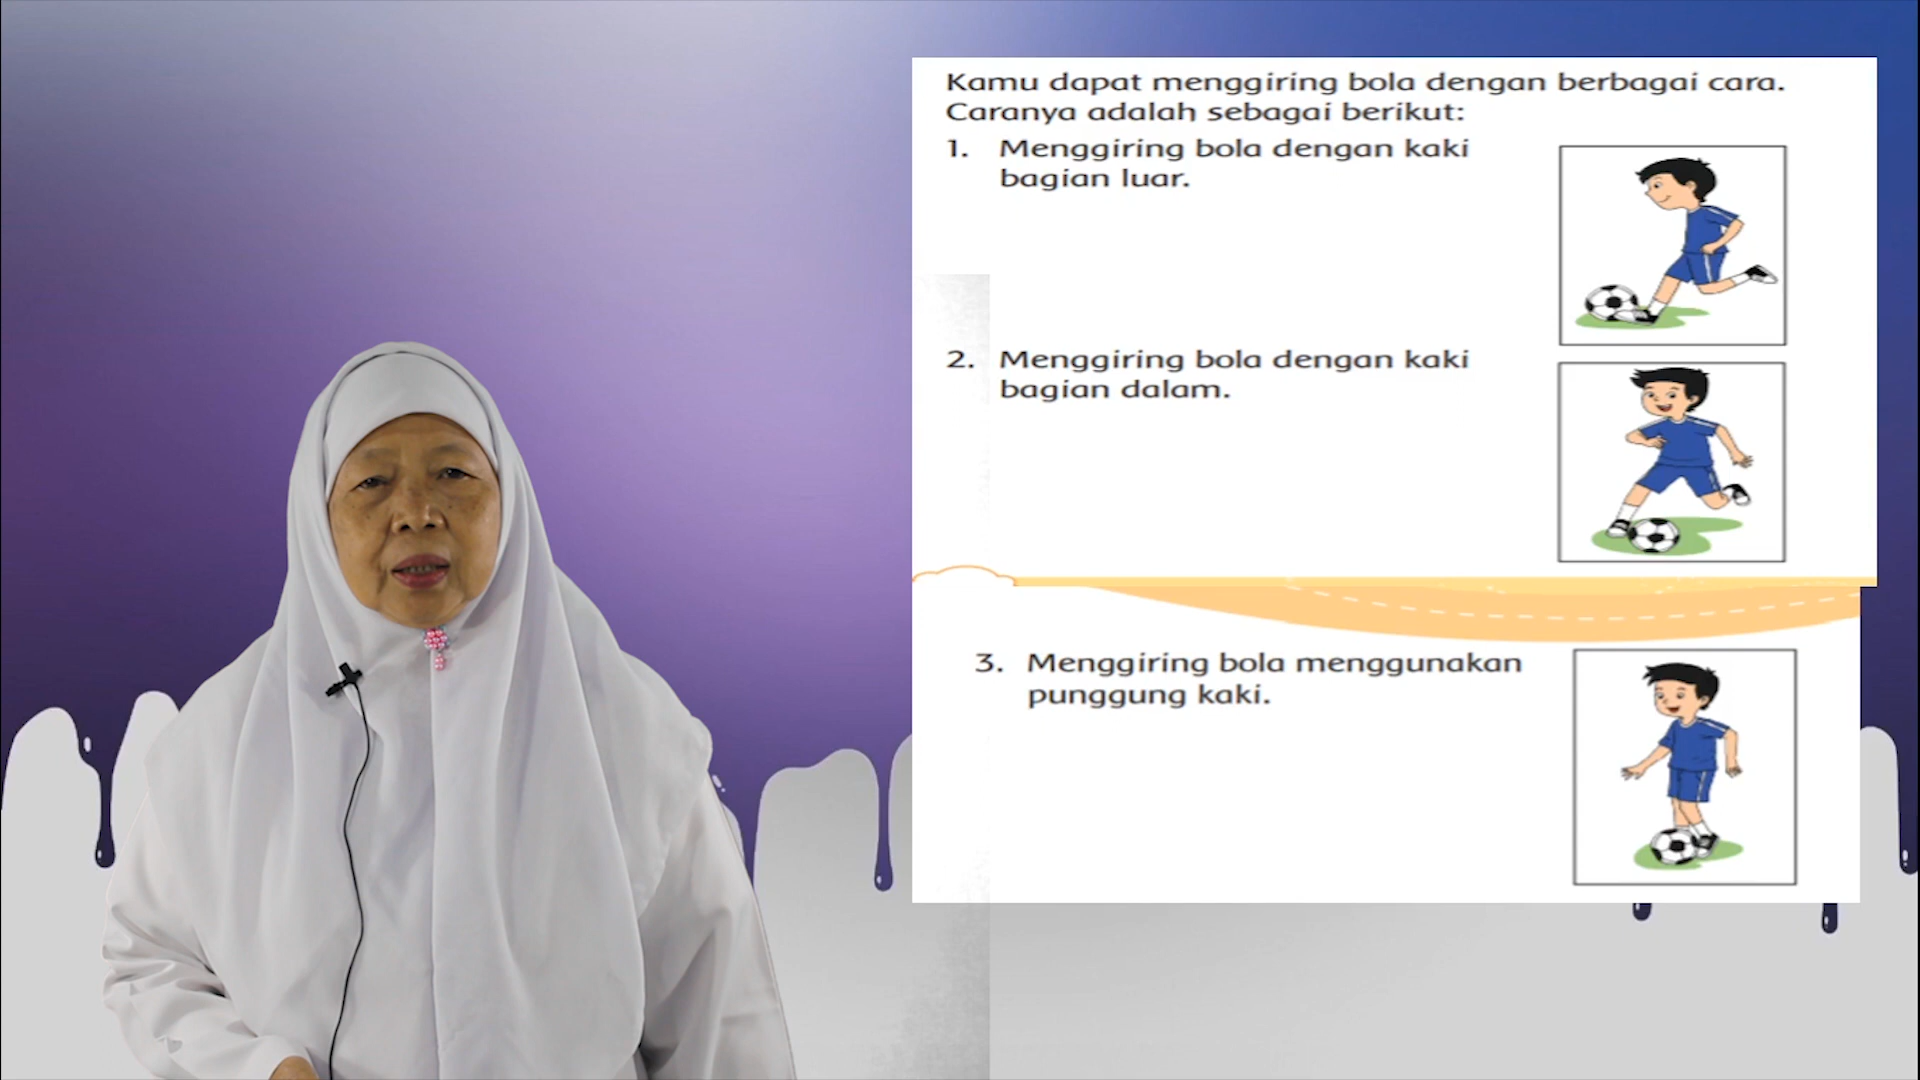 Kamu dapat menggiring bola dengan berbagai cara.
Caranya adalah sebagai berikut:
1. Menggiring bola dengan kaki
bagian luar.
2. Menggiring bola dengan kaki
bagian dalam.
3. Menggiring bola menggunakan
punggung kaki.